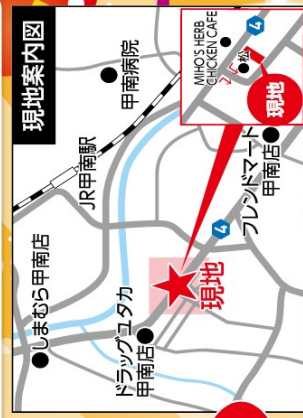 現地案内図
しまむら甲南店
JR甲南駅
甲南病院
ドラッグユタカ
甲南店
現地
4
フレンドマート
甲南店
MIHO'S HERB
CHICKEN CAFE
4
現地